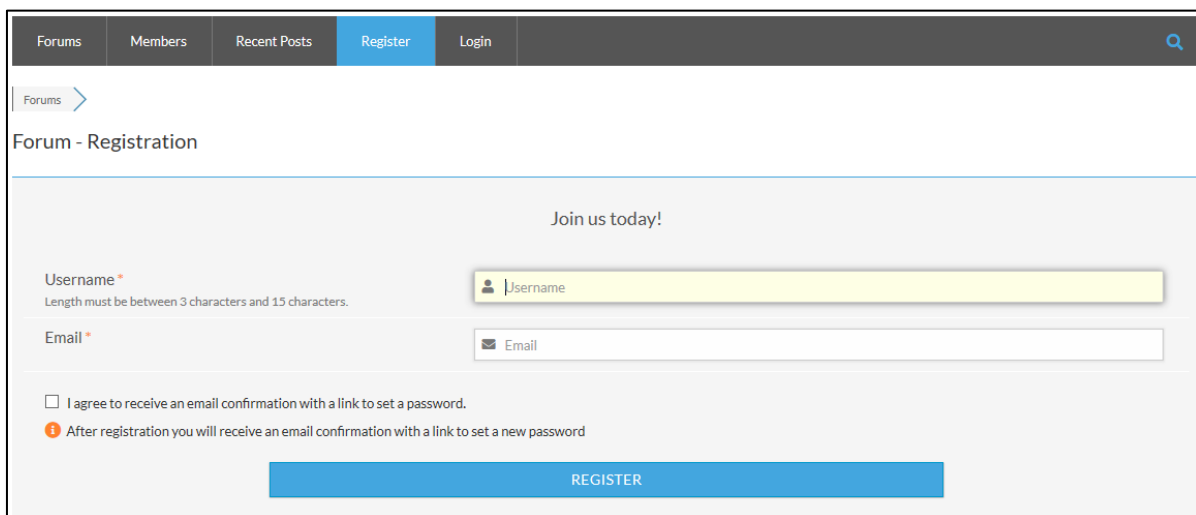 Forums Members Recent Posts Register Login
Forums
Forum - Registration
Join us today!
Username *
Username
Length must be between 3 characters and 15 characters.
Email *
Email
I agree to receive an email confirmation with a link to set a password.
After registration you will receive an email confirmation with a link to set a new password
REGISTER